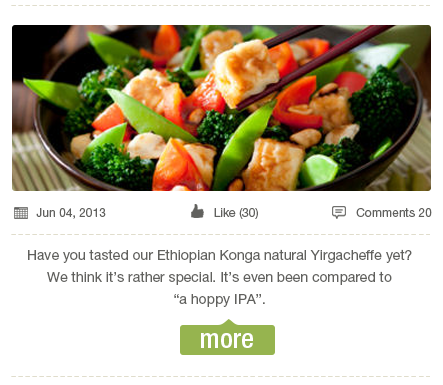 Jun 04, 2013 Like (30) Comments 20
Have you tasted our Ethiopian Konga natural Yirgacheffe yet?
We think it’s rather special. It’s even been compared to
“a hoppy IPA”.
more